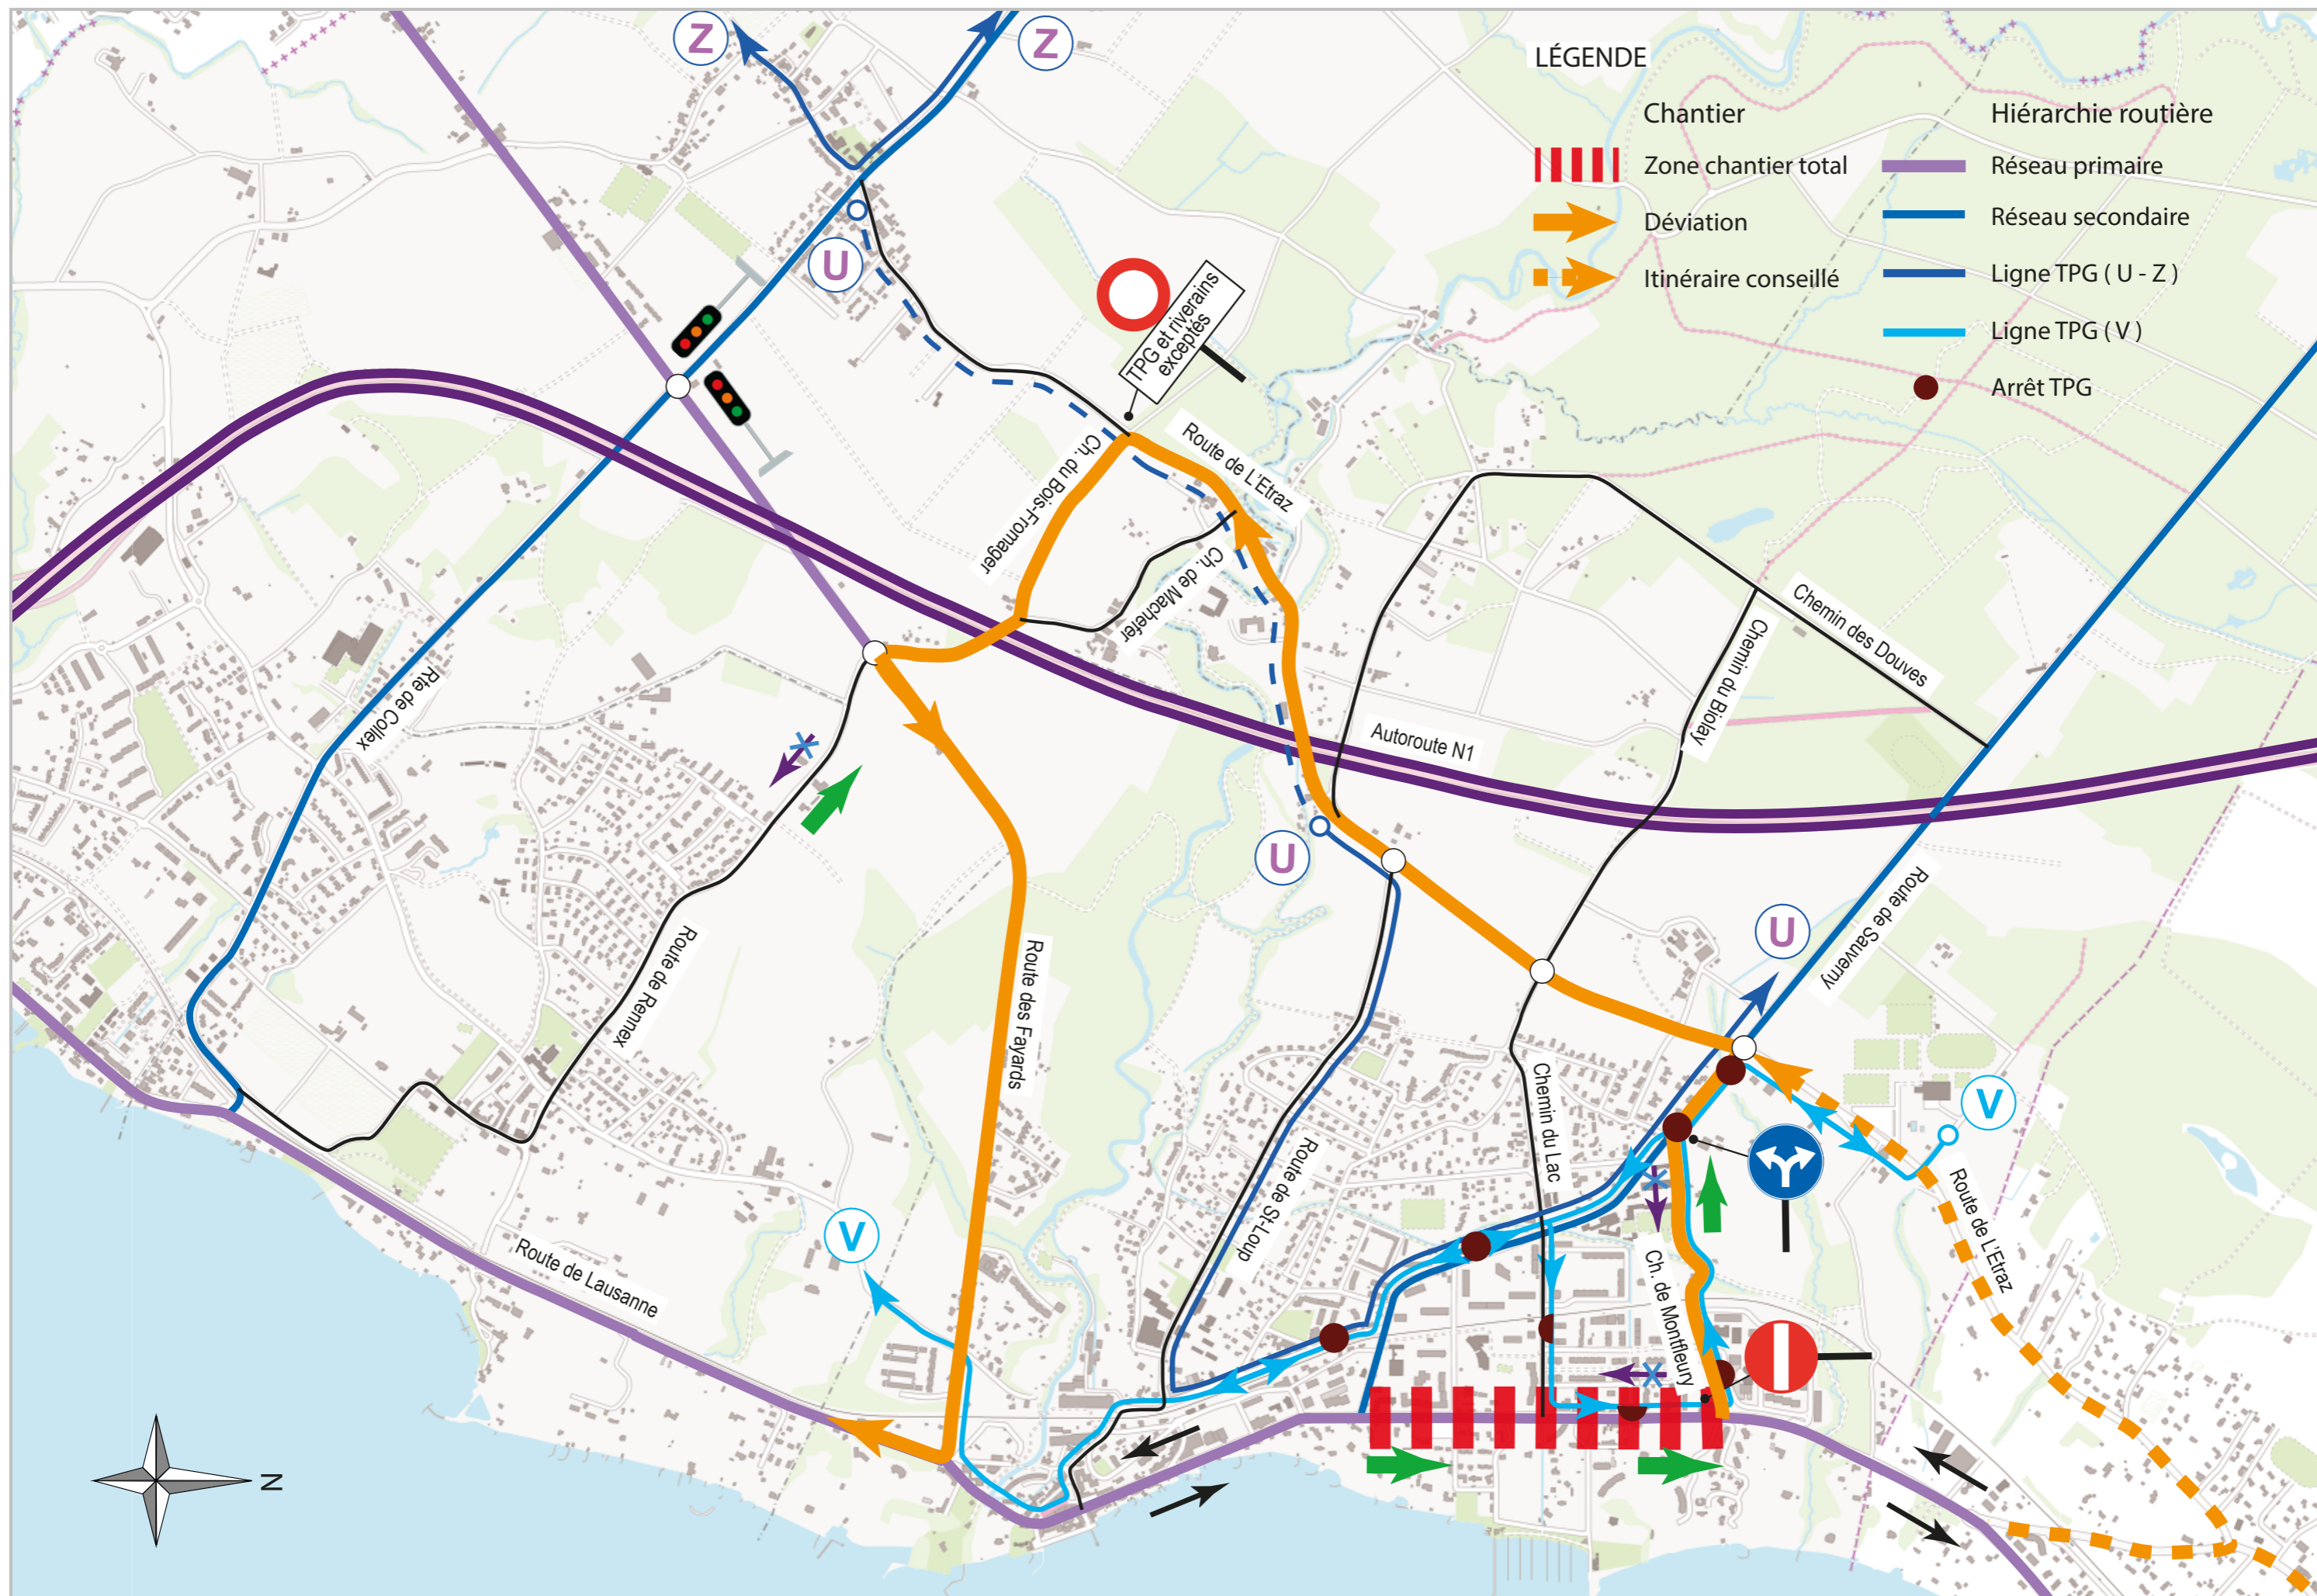 Z
Z
LÉGENDE
Chantier
Hiérarchie routière
Zone chantier total
Réseau primaire
Déviation
Réseau secondaire
Itinéraire conseillé
Ligne TPG ( U - Z )
Ligne TPG ( V )
Arrêt TPG
U
TPG et riverains
exceptés
Route de L'Etraz
Ch. du Bois-Fromager
Ch. de Machefer
Chemin des Douves
Chemin du Biolay
Rte de Collex
Autoroute N1
U
Route de Sauverny
U
Route de Rennex
Route des Fayards
Chemin du Lac
V
Route de St-Loup
Route de L'Etraz
V
Route de Lausanne
Ch. de Montfleury
N